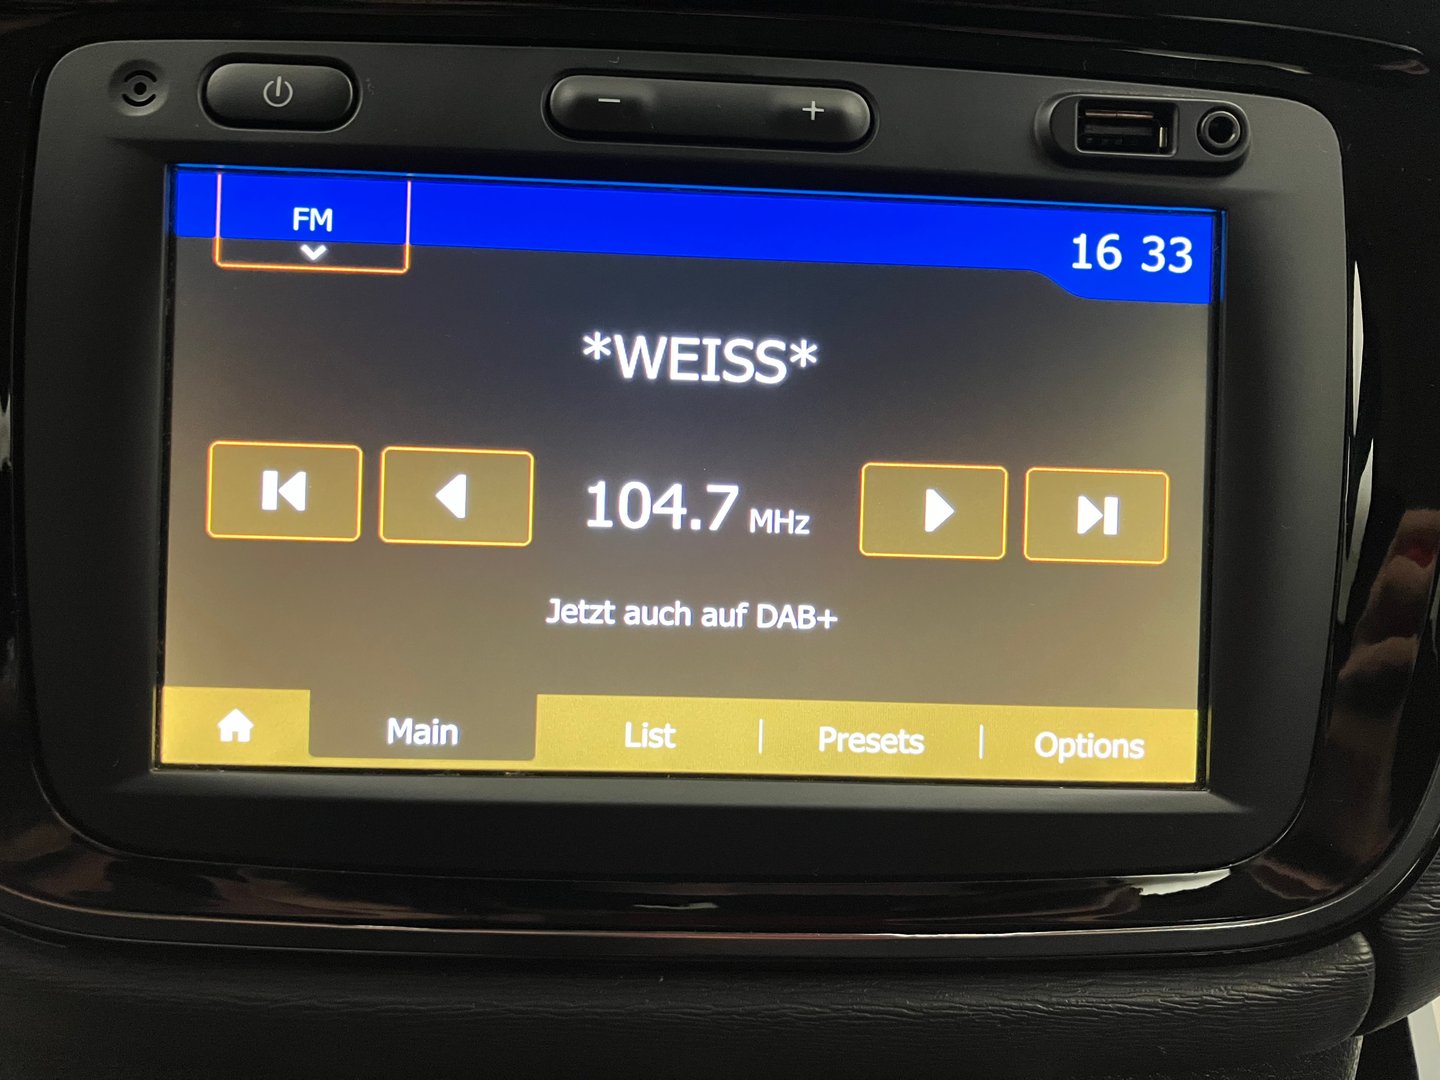 FM
16 33
*WEISS*
104.7 MHz
Jetzt auch auf DAB+
Main
List
Presets
Options